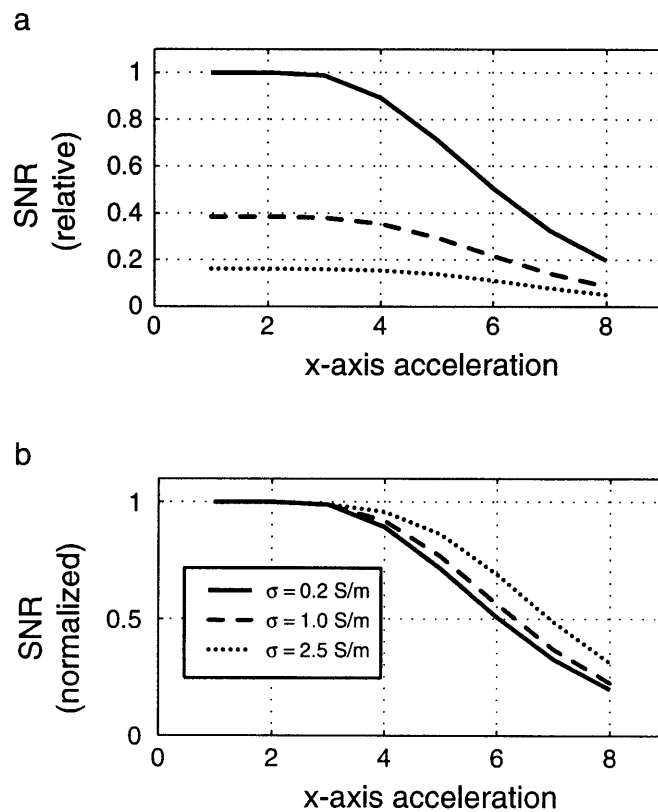 a
1
0.8
0.6
0.4
0.2
0
SNR
(relative)
0 2 4 6 8
x-axis acceleration
b
1
0.5
0
SNR
(normalized)
σ = 0.2 S/m
σ = 1.0 S/m
σ = 2.5 S/m
0 2 4 6 8
x-axis acceleration